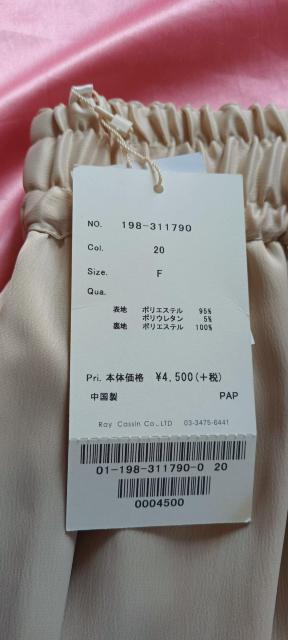 NO. 198-311790
Col. 20
Size. F
Qua.
表地 ポリエステル 95%
ポリウレタン 5%
裏地 ポリエステル 100%
Pri. 本体価格 ¥4,500(+税)
中国製 PAP
Ray Cassin Co., LTD 03-3475-6441
01-198-311790-0 20
0004500